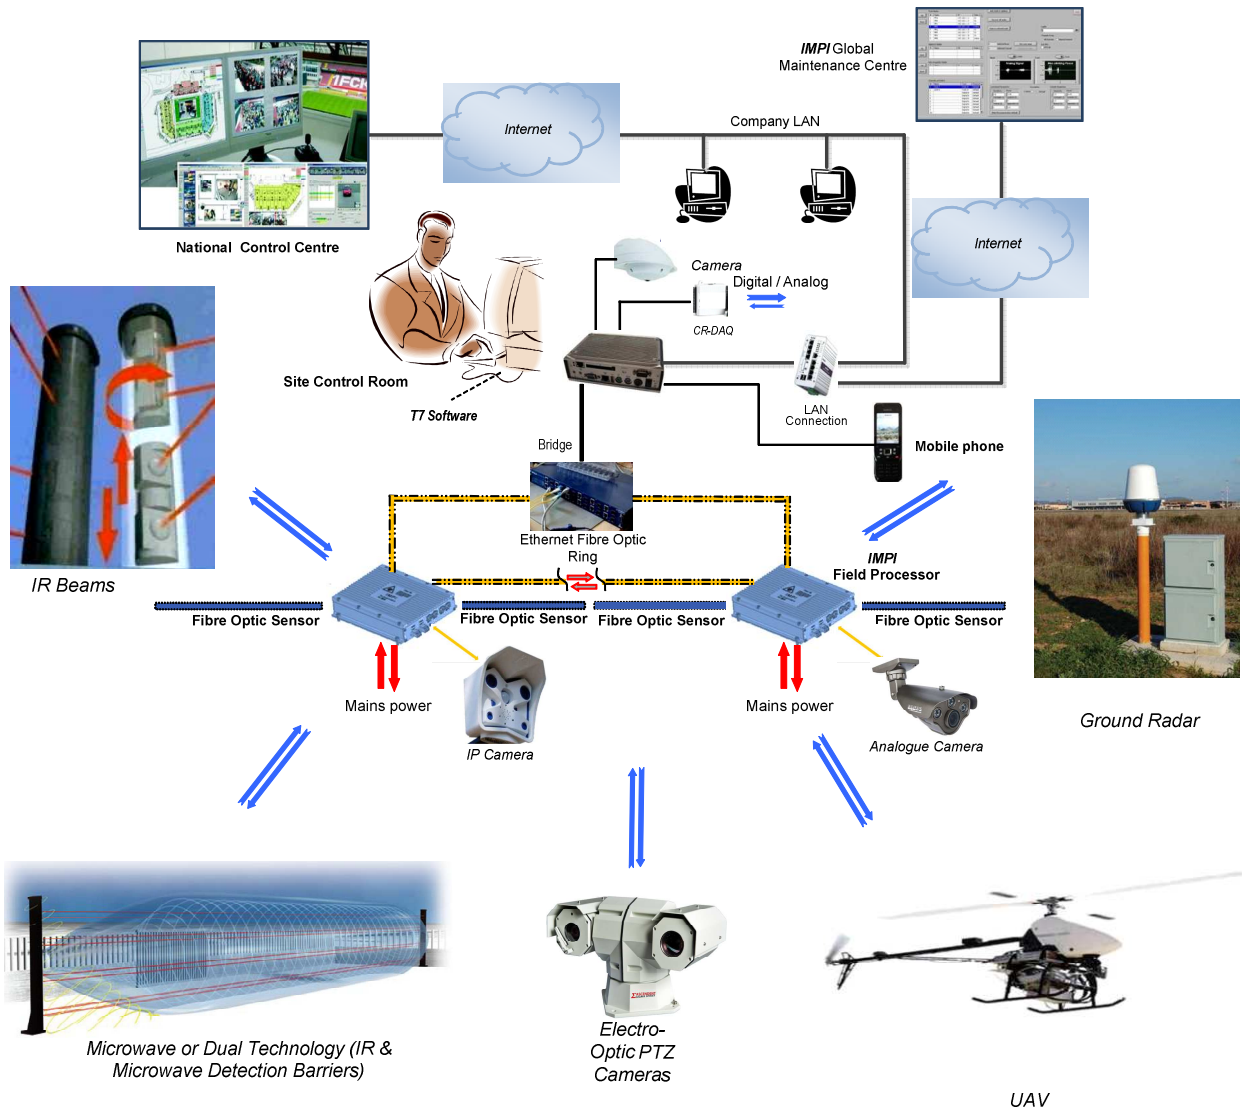 IMPI Global
Maintenance Centre
Internet
Company LAN
National Control Centre
Internet
Camera
Digital / Analog
CR-DAQ
Site Control Room
T7 Software
LAN
Connection
Bridge
Mobile phone
Ethernet Fibre Optic
Ring
IMPI
Field Processor
IR Beams
Fibre Optic Sensor
Fibre Optic Sensor
Fibre Optic Sensor
Fibre Optic Sensor
Mains power
Mains power
IP Camera
Analogue Camera
Ground Radar
Microwave or Dual Technology (IR &
Microwave Detection Barriers)
Electro-
Optic PTZ
Cameras
UAV